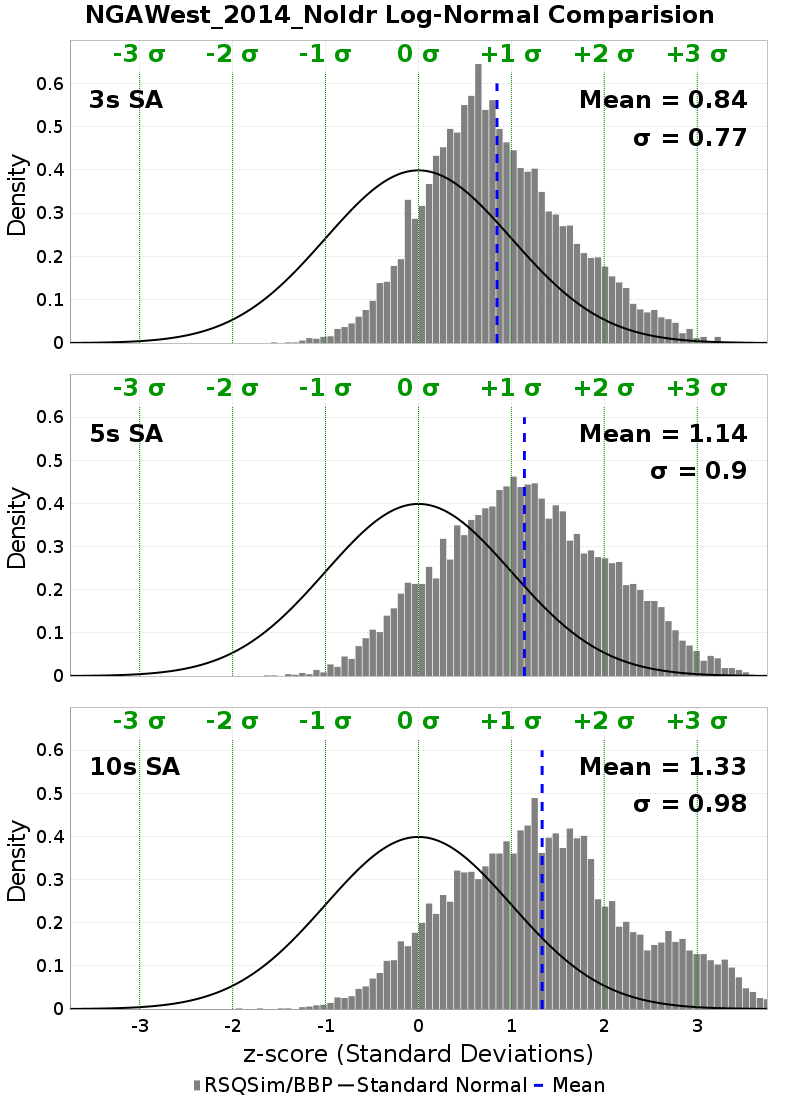 NGAWest_2014_NoIdr Log-Normal Comparision
-3 σ -2 σ -1 σ 0 σ +1 σ +2 σ +3 σ
3s SA
Mean = 0.84
σ = 0.77
0.6
0.5
0.4
0.3
0.2
0.1
0
Density
-3 σ -2 σ -1 σ 0 σ +1 σ +2 σ +3 σ
5s SA
Mean = 1.14
σ = 0.9
0.6
0.5
0.4
0.3
0.2
0.1
0
Density
-3 σ -2 σ -1 σ 0 σ +1 σ +2 σ +3 σ
10s SA
Mean = 1.33
σ = 0.98
0.6
0.5
0.4
0.3
0.2
0.1
0
Density
-3 -2 -1 0 1 2 3
z-score (Standard Deviations)
RSQSim/BBP Standard Normal Mean